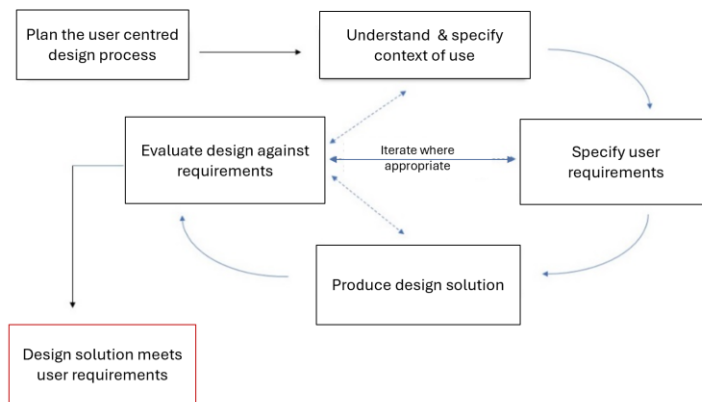 Plan the user centred
design process
Understand & specify
context of use
Evaluate design against
requirements
Iterate where
appropriate
Specify user
requirements
Produce design solution
Design solution meets
user requirements